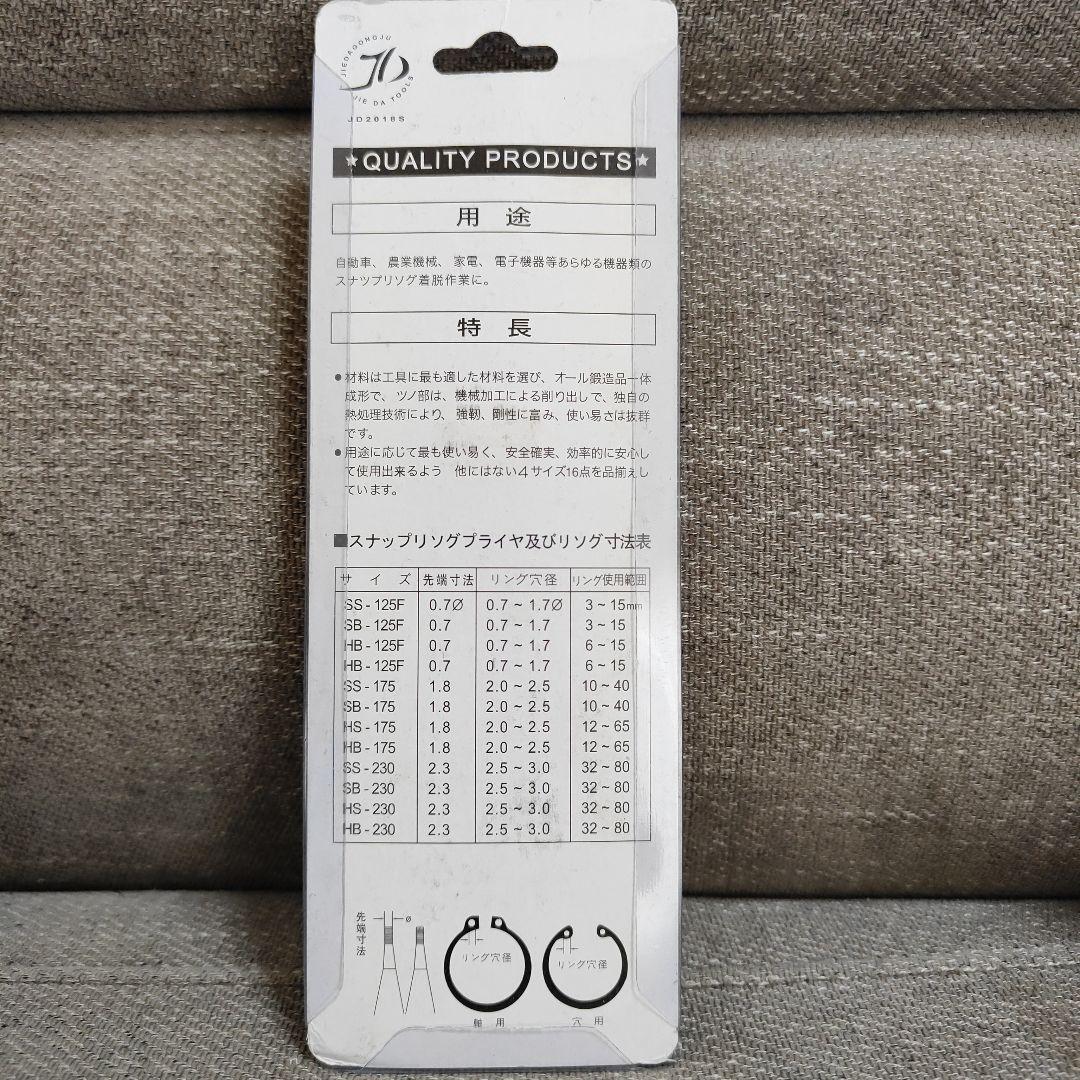 JIEDAGONGJU
JD
JIE DA TOOLS
JD2018S
★QUALITY PRODUCTS★
用 途
自動車、農業機械、家電、電子機器等あらゆる機器類の
スナツプリソグ着脱作業に。
特 長
●材料は工具に最も適した材料を選び、オール鍛造品一体
成形で、ツノ部は、機械加工による削り出しで、独自の
熱処理技術により、強靭、剛性に富み、使い易さは抜群
です。
●用途に応じて最も使い易く、安全確実、効率的に安心し
て使用出来るよう 他にはない4サイズ16点を品揃えし
ています。
■スナップリソグプライヤ及びリソグ寸法表
サ イ ズ 先端寸法 リング穴径 リング使用範囲
SS-125F 0.7Ø 0.7~1.7Ø 3~15mm
SB-125F 0.7 0.7~1.7 3~15
HB-125F 0.7 0.7~1.7 6~15
HB-125F 0.7 0.7~1.7 6~15
SS-175 1.8 2.0~2.5 10~40
SB-175 1.8 2.0~2.5 10~40
HS-175 1.8 2.0~2.5 12~65
HB-175 1.8 2.0~2.5 12~65
SS-230 2.3 2.5~3.0 32~80
SB-230 2.3 2.5~3.0 32~80
HS-230 2.3 2.5~3.0 32~80
HB-230 2.3 2.5~3.0 32~80
先端寸法
ø
リング穴径
リング穴径
軸 用
穴 用